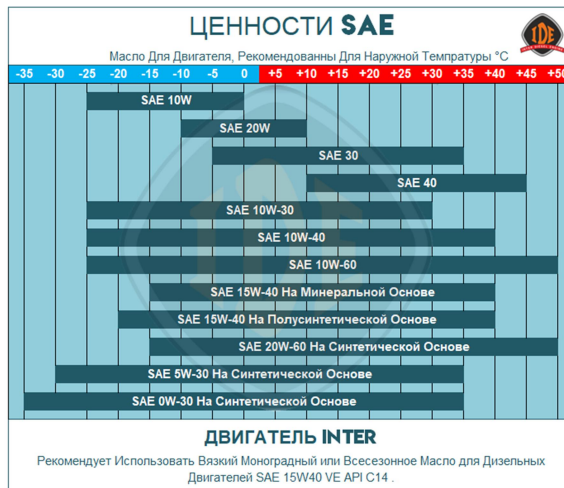 ЦЕННОСТИ SAE
IDE
Масло Для Двигателя, Рекомендованны Для Наружной Темпратуры °C
-35 -30 -25 -20 -15 -10 -5 0 +5 +10 +15 +20 +25 +30 +35 +40 +45 +50
SAE 10W
SAE 20W
SAE 30
SAE 40
SAE 10W-30
SAE 10W-40
SAE 10W-60
SAE 15W-40 На Минеральной Основе
SAE 15W-40 На Полусинтетической Основе
SAE 20W-60 На Синтетической Основе
SAE 5W-30 На Синтетической Основе
SAE 0W-30 На Синтетической Основе
ДВИГАТЕЛЬ INTER
Рекомендует Использовать Вязкий Моноградный или Всесезонное Масло для Дизельных
Двигателей SAE 15W40 VE API C14 .